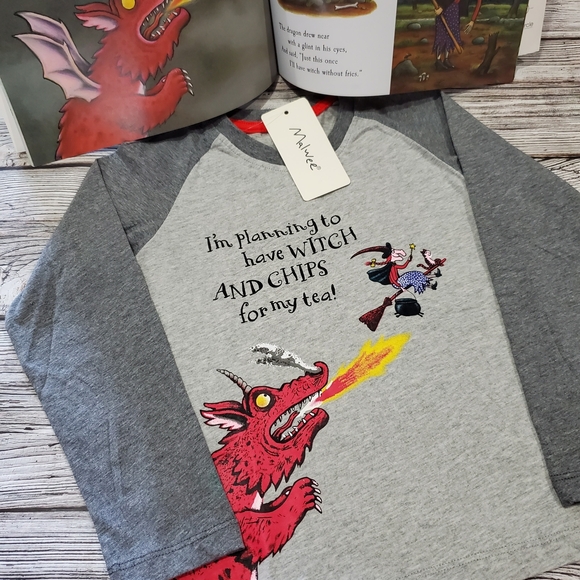 The dragon drew near
with a glint in his eyes,
And said, "Just this once
I'll have witch without fries."
Malwee®
I'm planning to
have WITCH
AND CHIPS
for my tea!